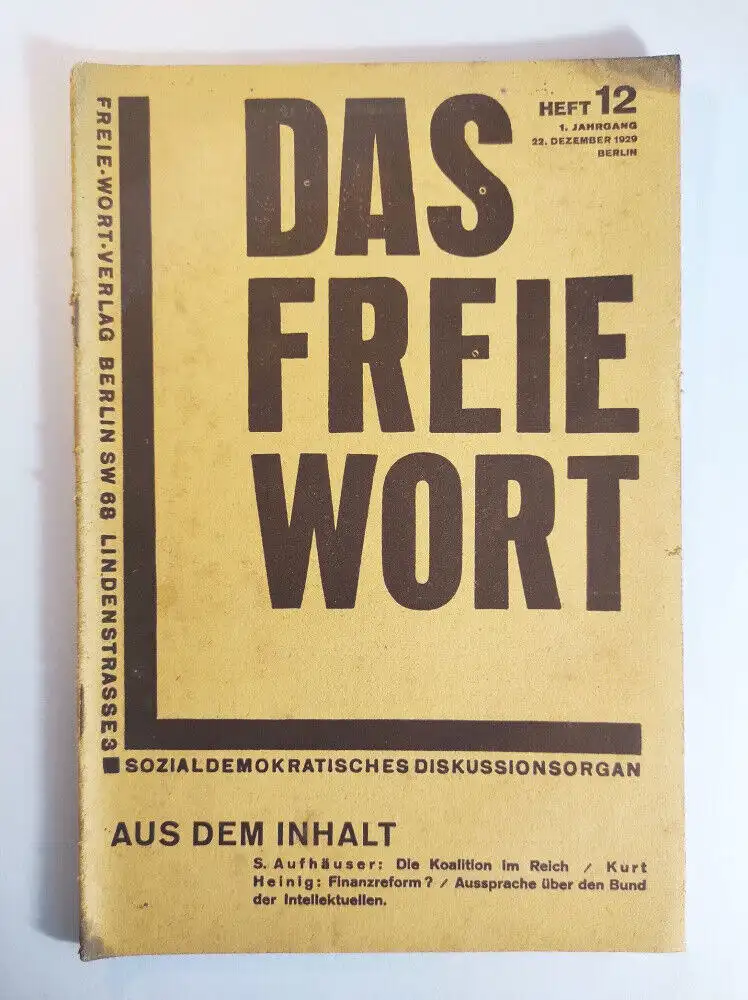 HEFT 12
1. JAHRGANG
22. DEZEMBER 1929
BERLIN
DAS
FREIE
WORT
FREIE-WORT-VERLAG BERLIN SW 68 LINDENSTRASSE 3
SOZIALDEMOKRATISCHES DISKUSSIONSORGAN
AUS DEM INHALT
S. Aufhäuser: Die Koalition im Reich / Kurt
Heinig: Finanzreform? / Aussprache über den Bund
der Intellektuellen.